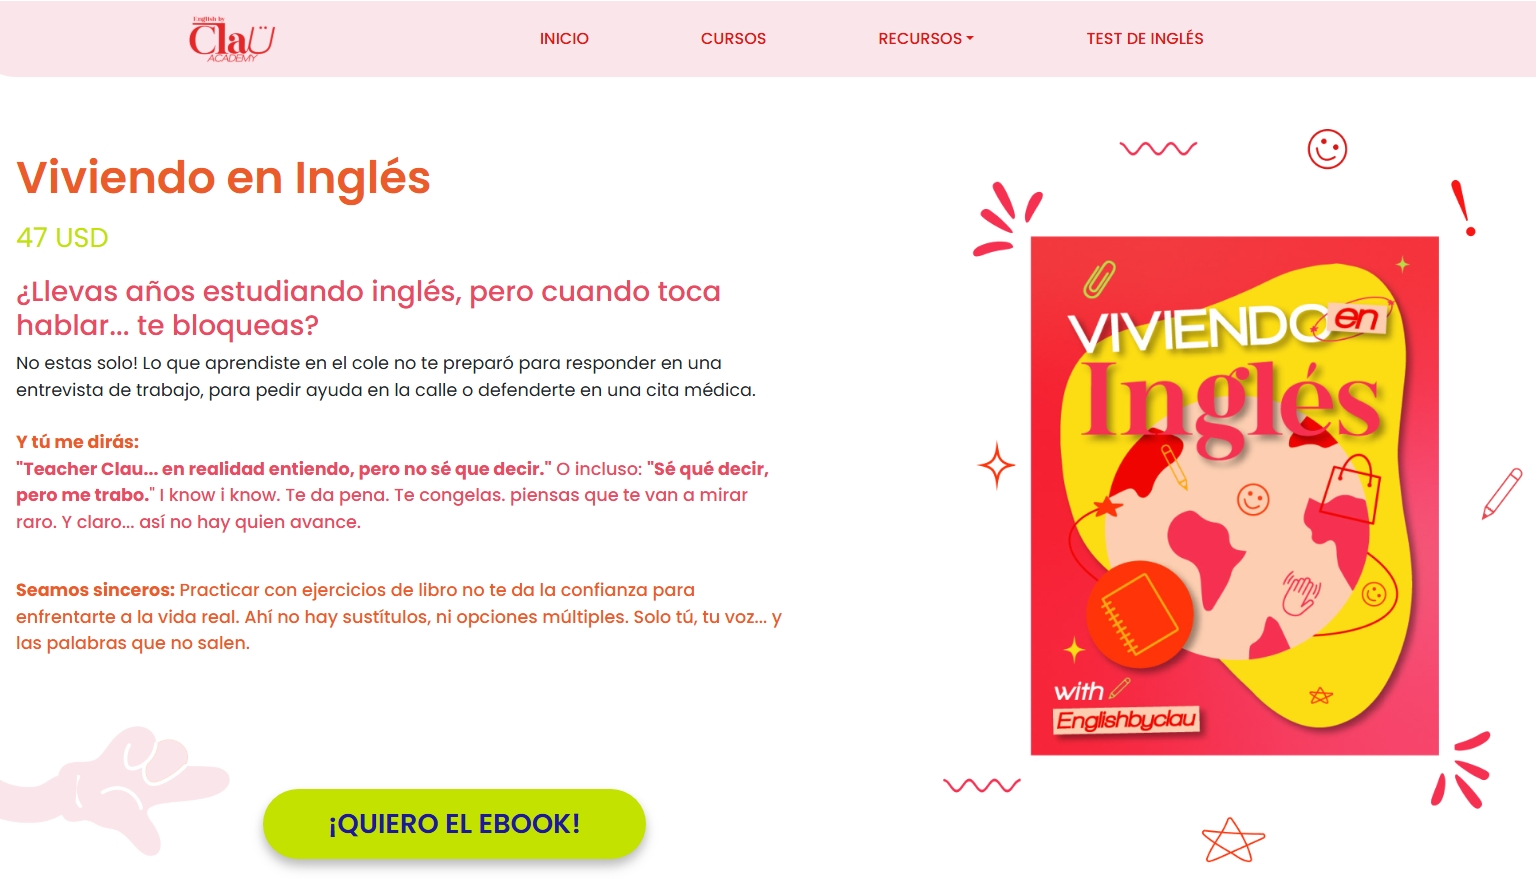 English by
ClaÜ
ACADEMY
INICIO
CURSOS
RECURSOS
TEST DE INGLÉS
Viviendo en Inglés
47 USD
¿Llevas años estudiando inglés, pero cuando toca
hablar... te bloqueas?
No estas solo! Lo que aprendiste en el cole no te preparó para responder en una
entrevista de trabajo, para pedir ayuda en la calle o defenderte en una cita médica.
Y tú me dirás:
"Teacher Clau... en realidad entiendo, pero no sé que decir." O incluso: "Sé qué decir,
pero me trabo." I know i know. Te da pena. Te congelas. piensas que te van a mirar
raro. Y claro... así no hay quien avance.
Seamos sinceros: Practicar con ejercicios de libro no te da la confianza para
enfrentarte a la vida real. Ahí no hay sustítulos, ni opciones múltiples. Solo tú, tu voz... y
las palabras que no salen.
¡QUIERO EL EBOOK!
VIVIENDO en
Inglés
with
Englishbyclau